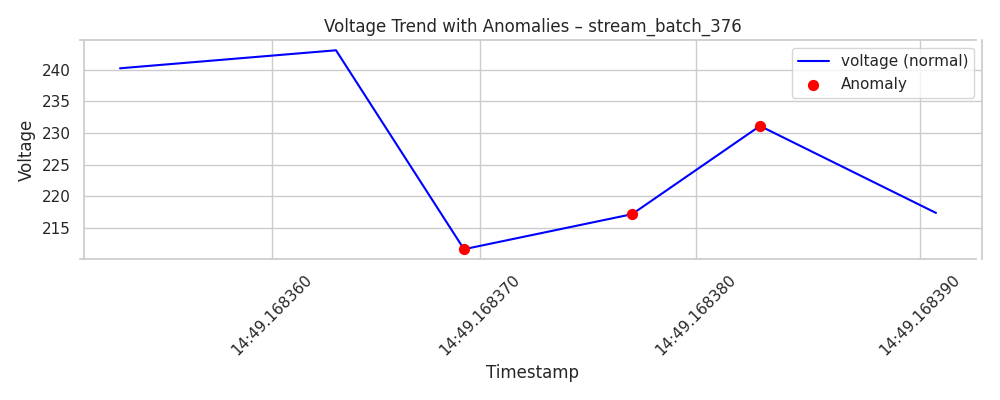 Voltage Trend with Anomalies – stream_batch_376
voltage (normal)
Anomaly
Voltage
240
235
230
225
220
215
14:49.168360
14:49.168370
14:49.168380
14:49.168390
Timestamp